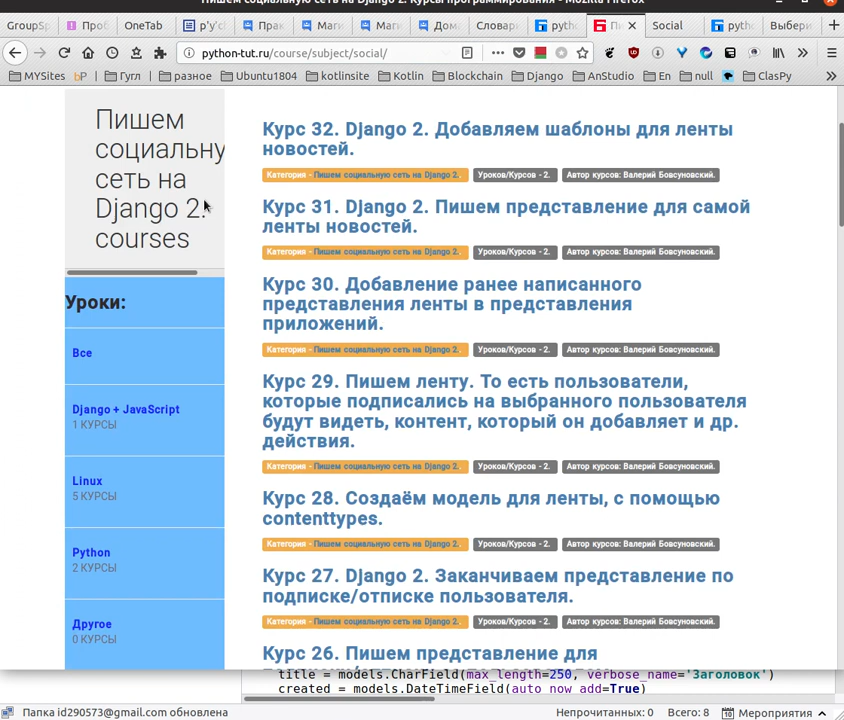 Пишем социальную сеть на Django 2. Курсы программирования - Mozilla Firefox
GroupSp
Проб
OneTab
p'y'c
Прак
Маги
Маги
Дом
Словари
pytho
Пи
Social
pytho
Выбери
python-tut.ru/course/subject/social/
MYSites
bP
Гугл
разное
Ubuntu1804
kotlinsite
Kotlin
Blockchain
Django
AnStudio
En
null
ClasPy
Пишем
социальну
сеть на
Django 2.
courses
Уроки:
Все
Django + JavaScript
1 КУРСЫ
Linux
5 КУРСЫ
Python
2 КУРСЫ
Другое
0 КУРСЫ
Курс 32. Django 2. Добавляем шаблоны для ленты
новостей.
Категория - Пишем социальную сеть на Django 2. Уроков/Курсов - 2. Автор курсов: Валерий Бовсуновский.
Курс 31. Django 2. Пишем представление для самой
ленты новостей.
Категория - Пишем социальную сеть на Django 2. Уроков/Курсов - 2. Автор курсов: Валерий Бовсуновский.
Курс 30. Добавление ранее написанного
представления ленты в представления
приложений.
Категория - Пишем социальную сеть на Django 2. Уроков/Курсов - 2. Автор курсов: Валерий Бовсуновский.
Курс 29. Пишем ленту. То есть пользователи,
которые подписались на выбранного пользователя
будут видеть, контент, который он добавляет и др.
действия.
Категория - Пишем социальную сеть на Django 2. Уроков/Курсов - 2. Автор курсов: Валерий Бовсуновский.
Курс 28. Создаём модель для ленты, с помощью
contenttypes.
Категория - Пишем социальную сеть на Django 2. Уроков/Курсов - 2. Автор курсов: Валерий Бовсуновский.
Курс 27. Django 2. Заканчиваем представление по
подписке/отписке пользователя.
Категория - Пишем социальную сеть на Django 2. Уроков/Курсов - 2. Автор курсов: Валерий Бовсуновский.
Курс 26. Пишем представление для
title = models.CharField(max_length=250, verbose_name='Заголовок')
created = models.DateTimeField(auto_now_add=True)
Папка id290573@gmail.com обновлена
Непрочитанных: 0
Всего: 8
Мероприятия